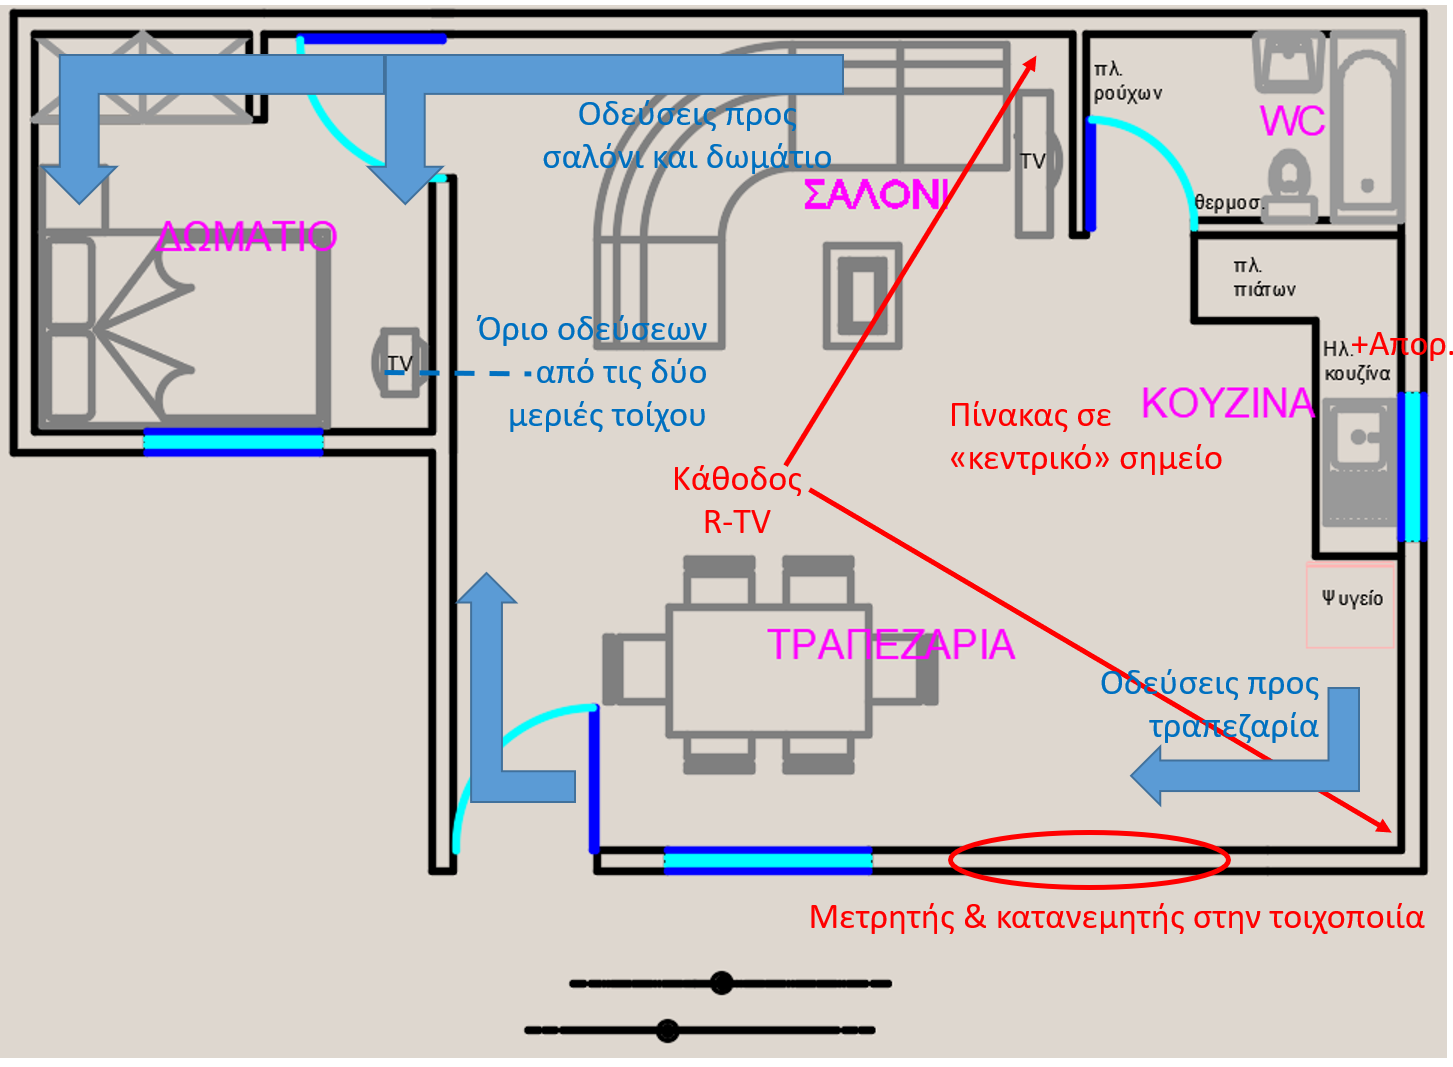 πλ.
ρούχων
WC
Οδεύσεις προς
σαλόνι και δωμάτιο
TV
ΣΑΛΟΝΙ
θερμοσ.
ΔΩΜΑΤΙΟ
πλ.
πιάτων
Όριο οδεύσεων
από τις δύο
μεριές τοίχου
TV
Ηλ.
κουζίνα
+Απορ.
ΚΟΥΖΙΝΑ
Πίνακας σε
«κεντρικό» σημείο
Κάθοδος
R-TV
Ψυγείο
ΤΡΑΠΕΖΑΡΙΑ
Οδεύσεις προς
τραπεζαρία
Μετρητής & κατανεμητής στην τοιχοποιία